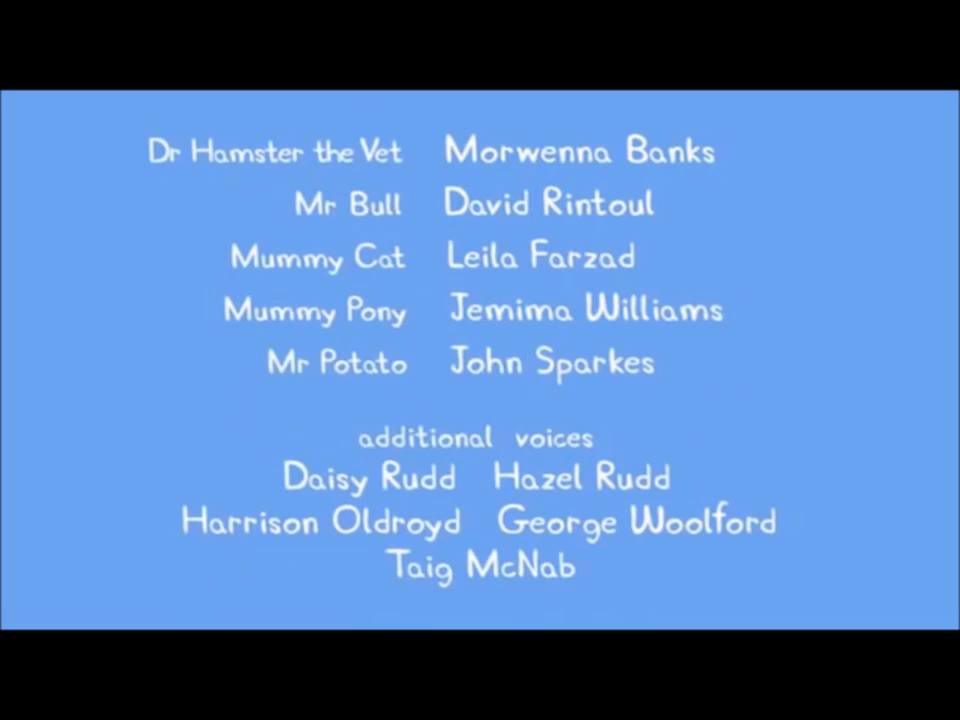 Dr Hamster the Vet Morwenna Banks
Mr Bull David Rintoul
Mummy Cat Leila Farzad
Mummy Pony Jemima Williams
Mr Potato John Sparkes
additional voices
Daisy Rudd Hazel Rudd
Harrison Oldroyd George Woolford
Taig McNab